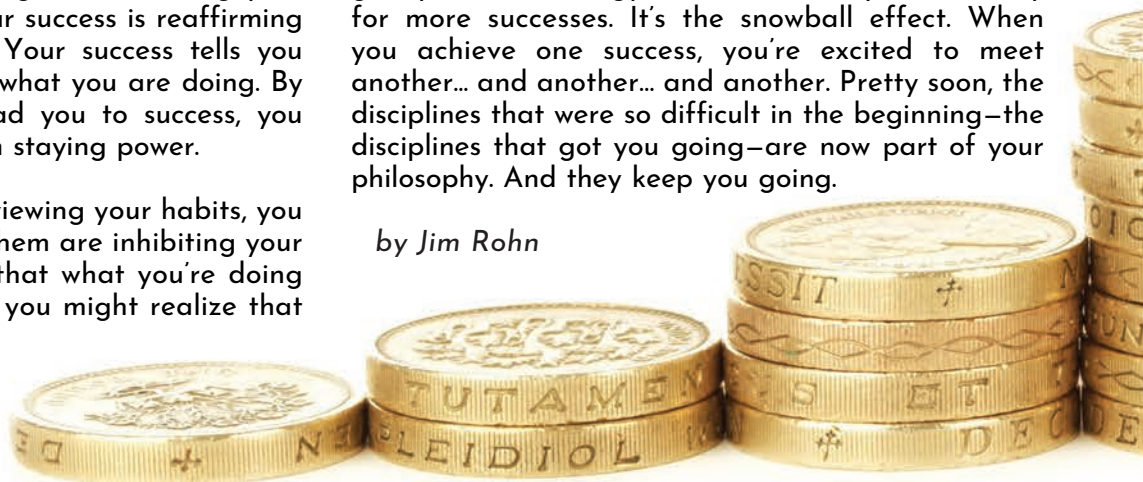 success is reaffirming
Your success tells you
what you are doing. By
you to success, you
staying power.
your habits, you
them are inhibiting your
that what you're doing
you might realize that
for more successes. It's the snowball effect. When
you achieve one success, you're excited to meet
another... and another... and another. Pretty soon, the
disciplines that were so difficult in the beginning–the
disciplines that got you going–are now part of your
philosophy. And they keep you going.
by Jim Rohn
SSIT
TUTAMEN
ET
PLEIDIOL
DEC